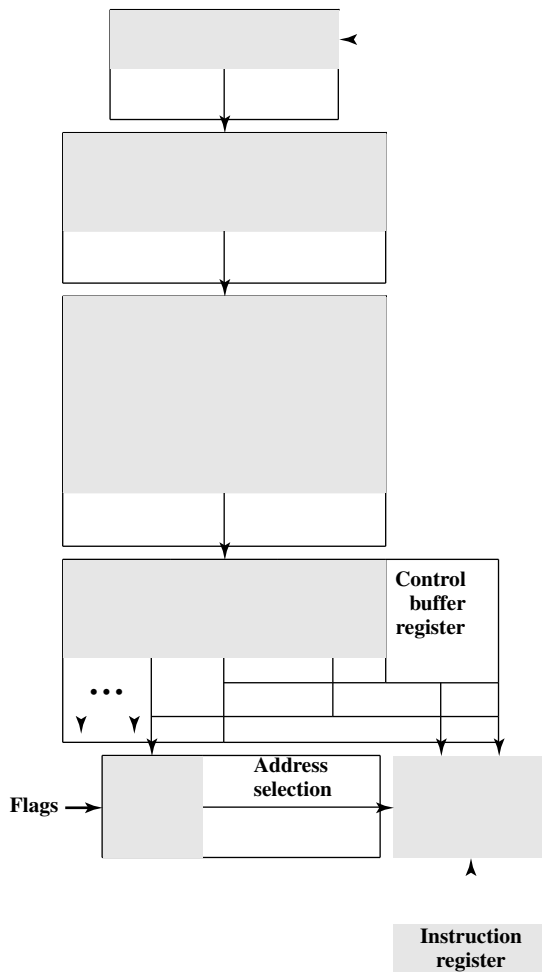 Control
buffer
register
...
Address
selection
Flags
Instruction
register